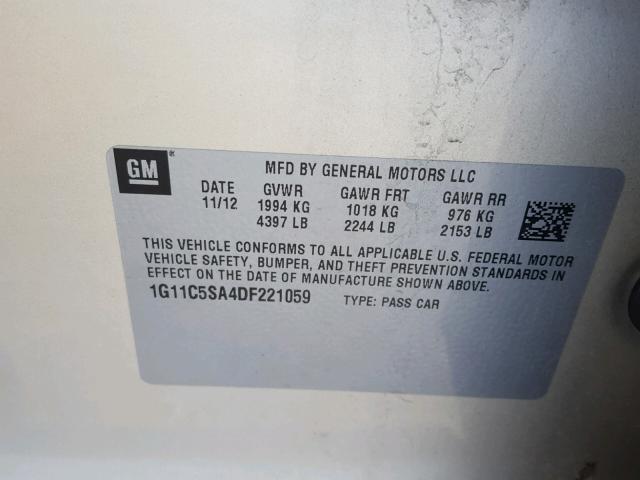 GM® MFD BY GENERAL MOTORS LLC
DATE GVWR GAWR FRT GAWR RR
11/12 1994 KG 1018 KG 976 KG
4397 LB 2244 LB 2153 LB
THIS VEHICLE CONFORMS TO ALL APPLICABLE U.S. FEDERAL MOTOR
VEHICLE SAFETY, BUMPER, AND THEFT PREVENTION STANDARDS
IN EFFECT ON THE DATE OF MANUFACTURE SHOWN ABOVE.
1G11C5SA4DF221059 TYPE: PASS CAR